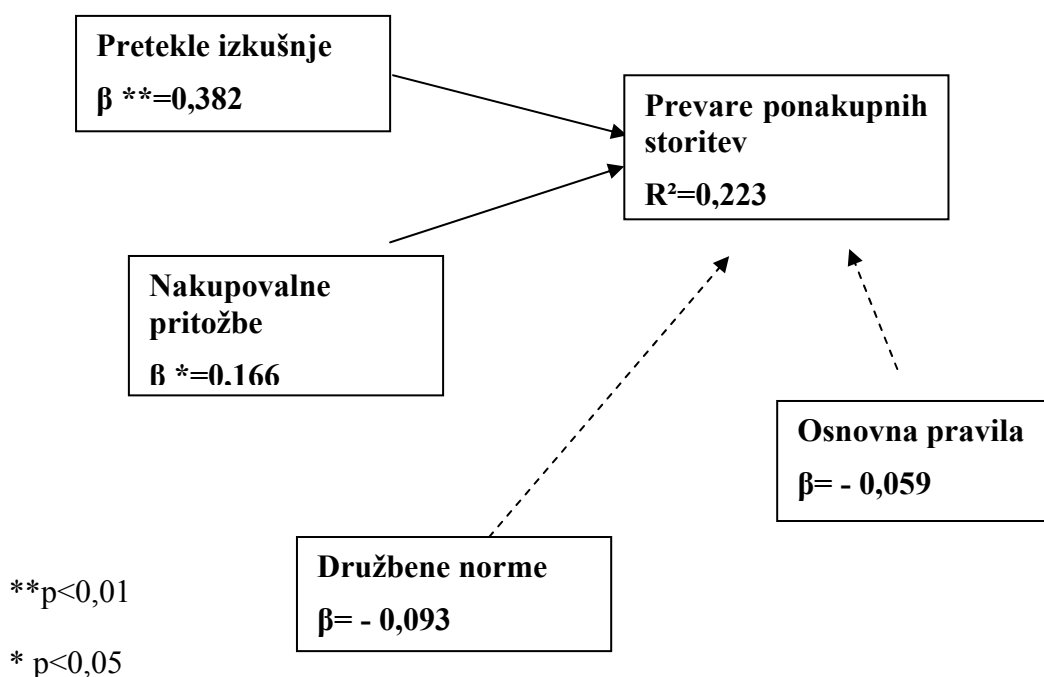 Pretekle izkušnje
β **=0,382
Prevare ponakupnih
storitev
R²=0,223
Nakupovalne
pritožbe
β *=0,166
Osnovna pravila
β= - 0,059
Družbene norme
β= - 0,093
**p<0,01
* p<0,05